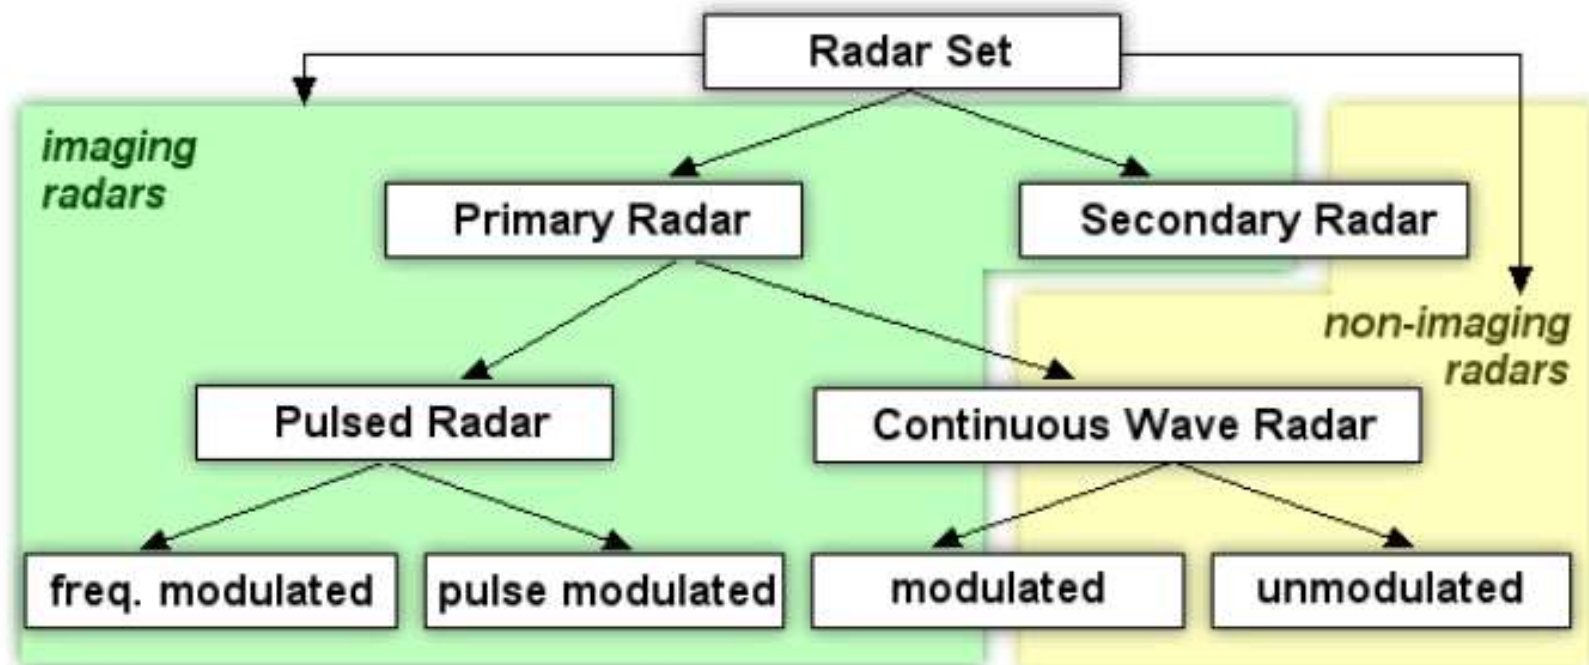 Radar Set
imaging
radars
Primary Radar
Secondary Radar
non-imaging
radars
Pulsed Radar
Continuous Wave Radar
freq. modulated
pulse modulated
modulated
unmodulated